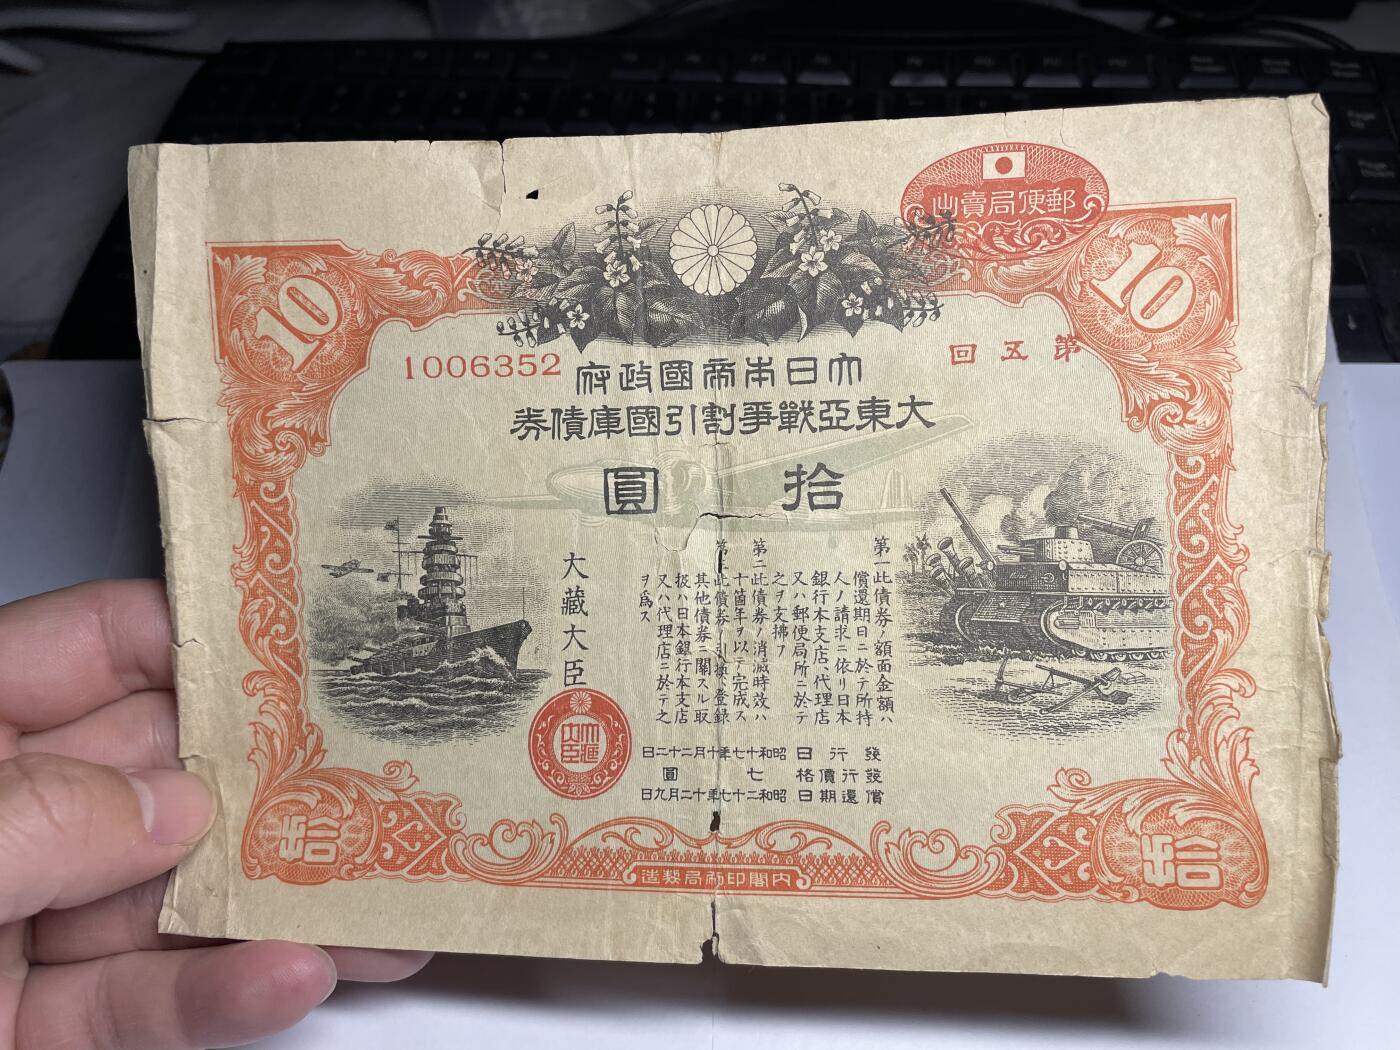 郵便局賣出
10
10
第五回
1006352
大日本帝國政府
大東亞戰爭割引國庫債券
拾圓
第一此債券ノ額面金額ハ
償還期日ニ於テ所持
人ノ請求ニ依リ日本
銀行本支店、代理店
又ハ郵便局所ニ於テ
之ヲ支拂フ
第二此債券ノ消滅時效ハ
十箇年ヲ以テ完成ス
第 此債券ノ引換、登録
其他債券ニ關スル取
扱ハ日本銀行本支店
又ハ代理店ニ於テ之
ヲ爲ス
大藏大臣
大藏大臣
發行日 昭和十七年十月二十二日
發行價格 七圓
償還期日 昭和二十七年十二月九日
拾
拾
內閣印刷局製造